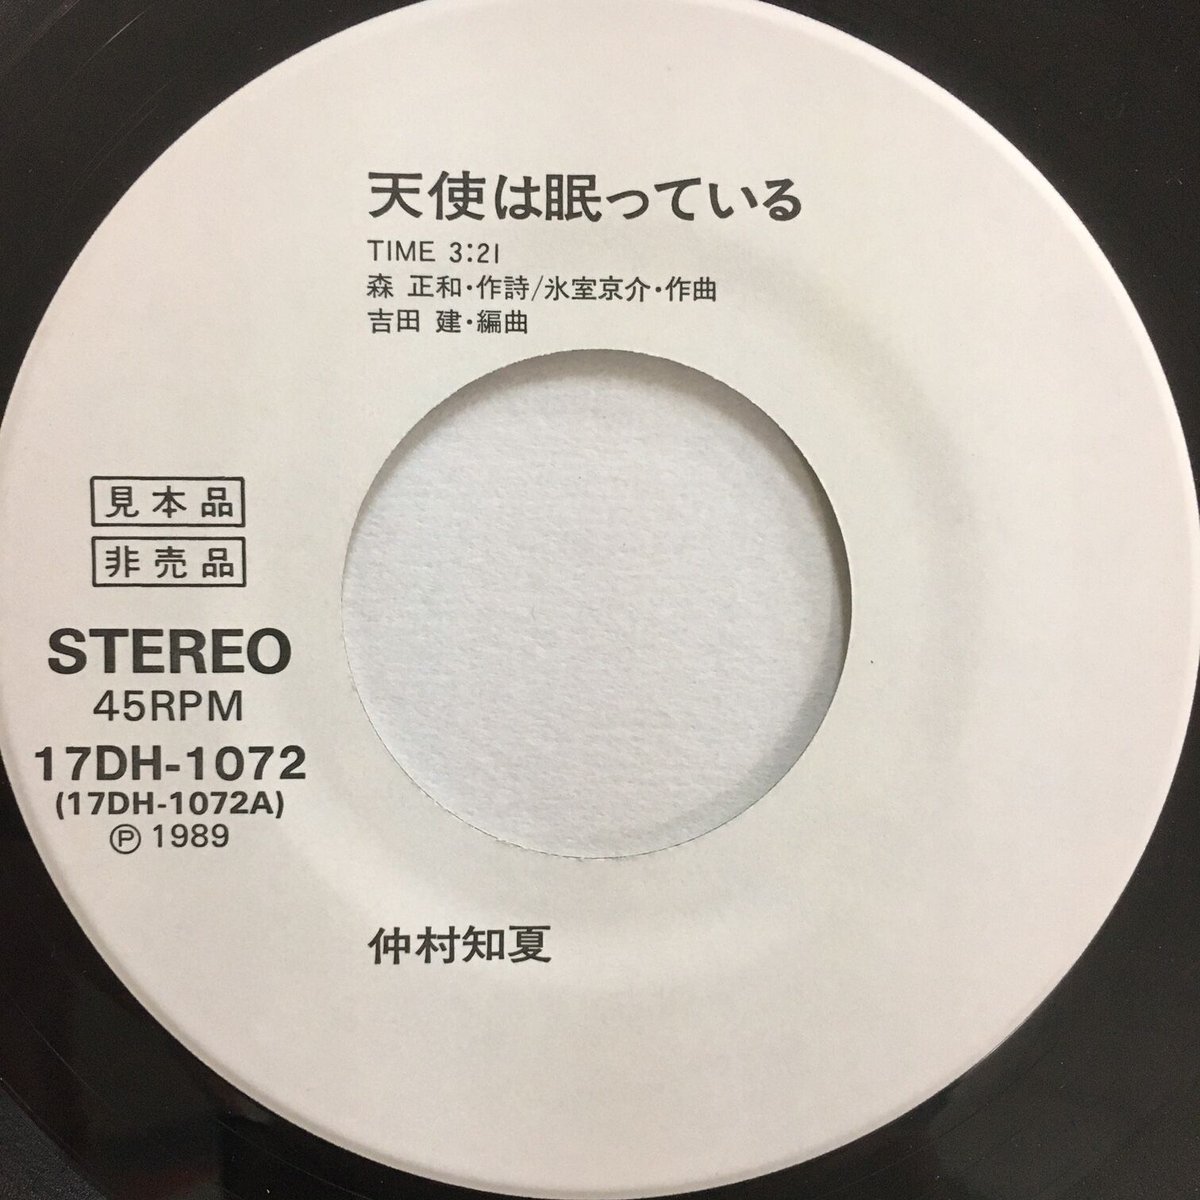 天使は眠っている
TIME 3:21
森 正和・作詩/氷室京介・作曲
吉田 建・編曲
見本品
非売品
STEREO
45RPM
17DH-1072
(17DH-1072A)
Ⓟ 1989
仲村知夏